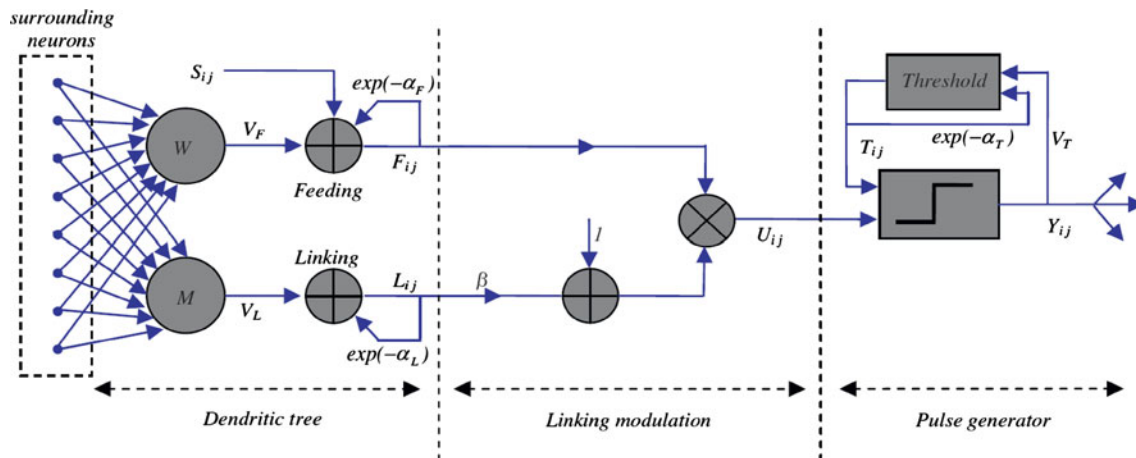 surrounding
neurons
S_ij
exp(-α_F)
W
V_F
F_ij
Feeding
Threshold
exp(-α_T)
T_ij
V_T
1
U_ij
Y_ij
Linking
M
V_L
L_ij
β
exp(-α_L)
Dendritic tree
Linking modulation
Pulse generator